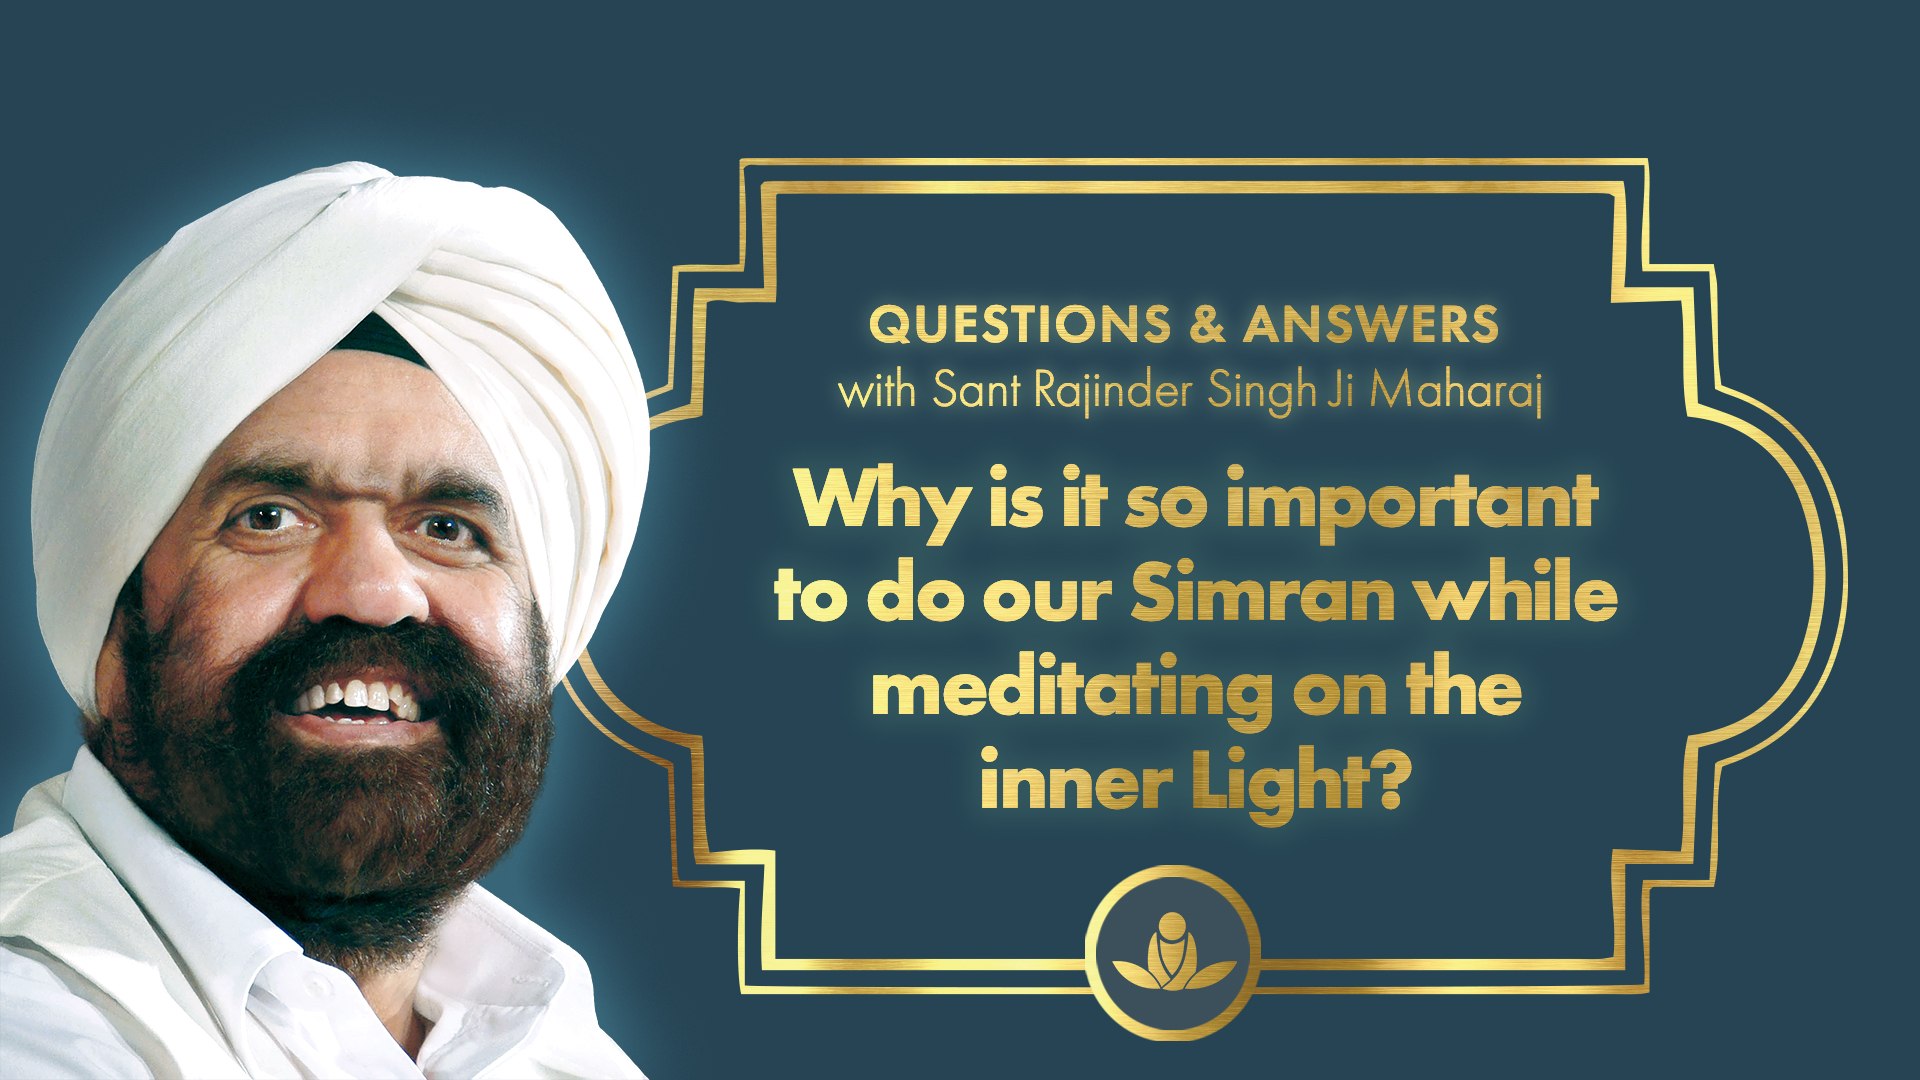 QUESTIONS & ANSWERS
with Sant Rajinder Singh Ji Maharaj
Why is it so important
to do our Simran while
meditating on the
inner Light?